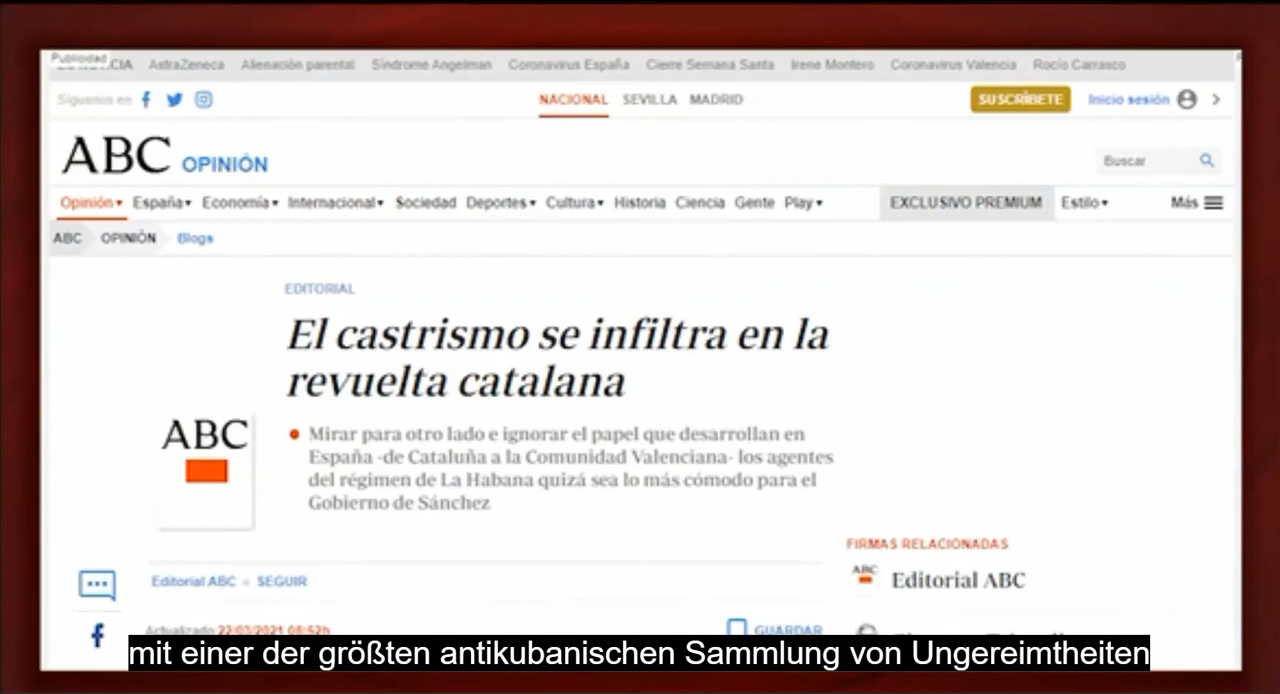 Publicidad
AstraZeneca Alienación parental Síndrome Angelman Coronavirus España Cierre Semana Santa Irene Montero Coronavirus Valencia Rocío Carrasco
Síguenos en NACIONAL SEVILLA MADRID SUSCRÍBETE Inicio sesión
ABC OPINIÓN Buscar
Opinión España Economía Internacional Sociedad Deportes Cultura Historia Ciencia Gente Play EXCLUSIVO PREMIUM Estilo Más
ABC OPINIÓN Blogs
EDITORIAL
El castrismo se infiltra en la
revuelta catalana
ABC
Mirar para otro lado e ignorar el papel que desarrollan en
España -de Cataluña a la Comunidad Valenciana- los agentes
del régimen de La Habana quizá sea lo más cómodo para el
Gobierno de Sánchez
FIRMAS RELACIONADAS
ABC
Editorial ABC
Editorial ABC SEGUIR
Actualizado 22/03/2021 08:52h GUARDAR
mit einer der größten antikubanischen Sammlung von Ungereimtheiten